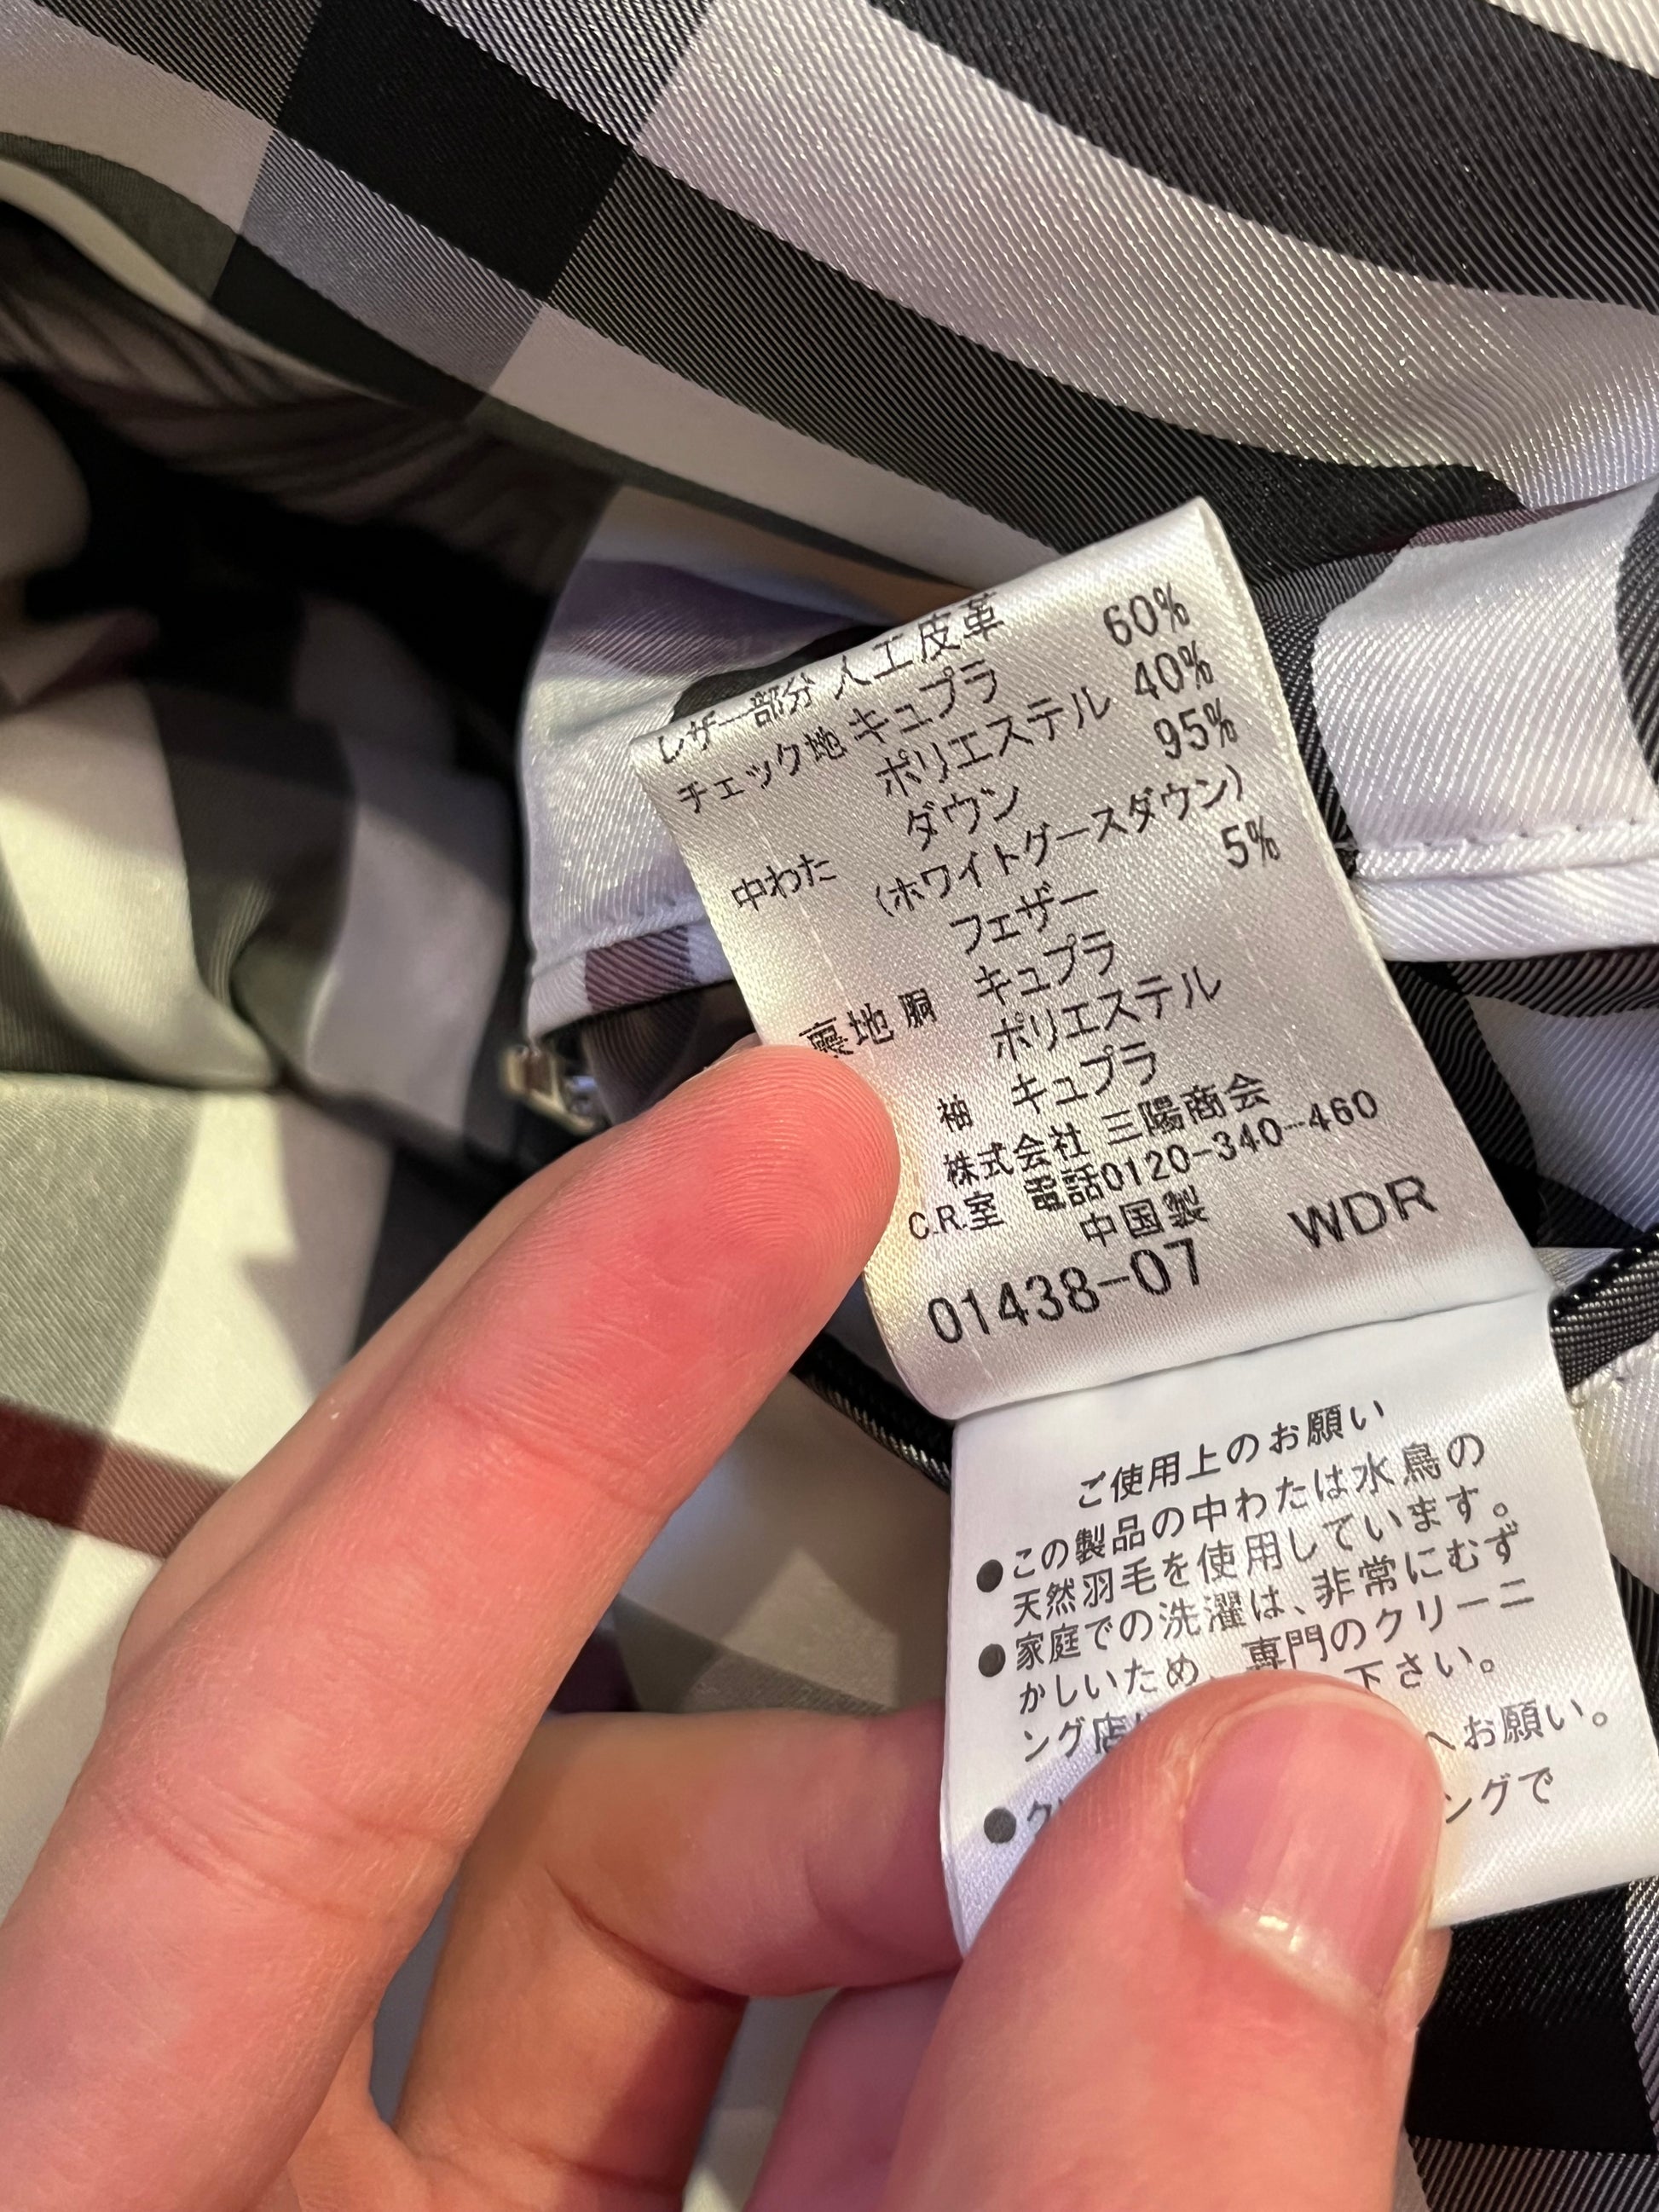 レザー部分 人工皮革
チェック地 キュプラ 60%
ポリエステル 40%
中わた ダウン 95%
(ホワイトグースダウン)
フェザー 5%
裏地 胴 キュプラ
ポリエステル
袖 キュプラ
株式会社 三陽商会
C.R.室 電話0120-340-460
中国製
01438-07 WDR
ご使用上のお願い
●この製品の中わたは水鳥の
天然羽毛を使用しています。
●家庭での洗濯は、非常にむず
かしいため、専門のクリーニ
ング店 下さい。
へお願い。
● ングで